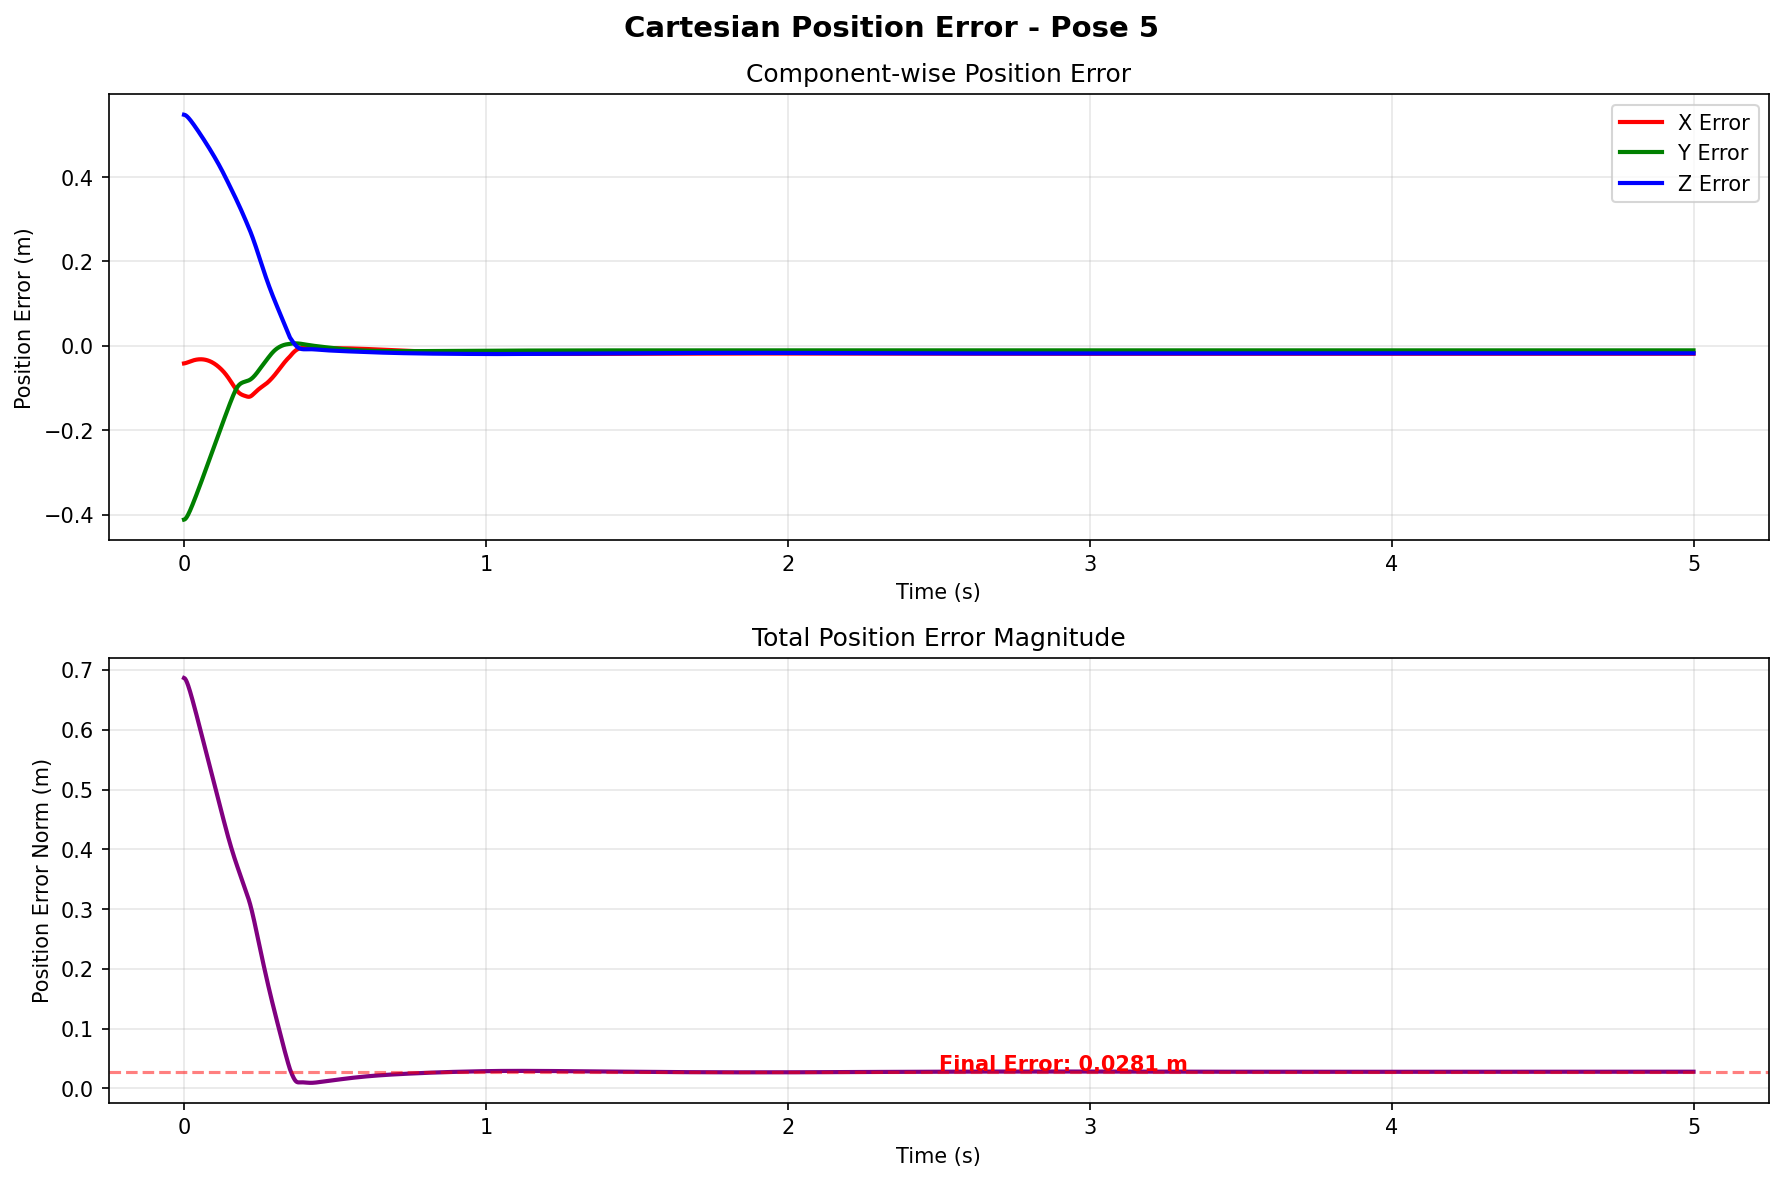 Cartesian Position Error - Pose 5
Component-wise Position Error
Position Error (m)
0.4
0.2
0.0
−0.2
−0.4
X Error
Y Error
Z Error
0 1 2 3 4 5
Time (s)
Total Position Error Magnitude
Position Error Norm (m)
0.7
0.6
0.5
0.4
0.3
0.2
0.1
0.0
Final Error: 0.0281 m
0 1 2 3 4 5
Time (s)